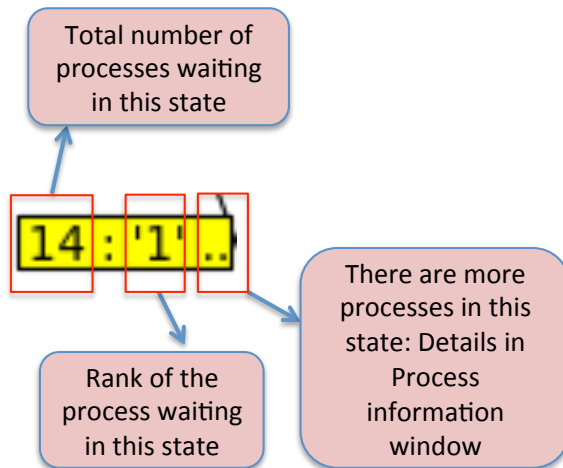 Total number of
processes waiting
in this state
14 : '1' ..
There are more
processes in this
state: Details in
Process
information
window
Rank of the
process waiting
in this state